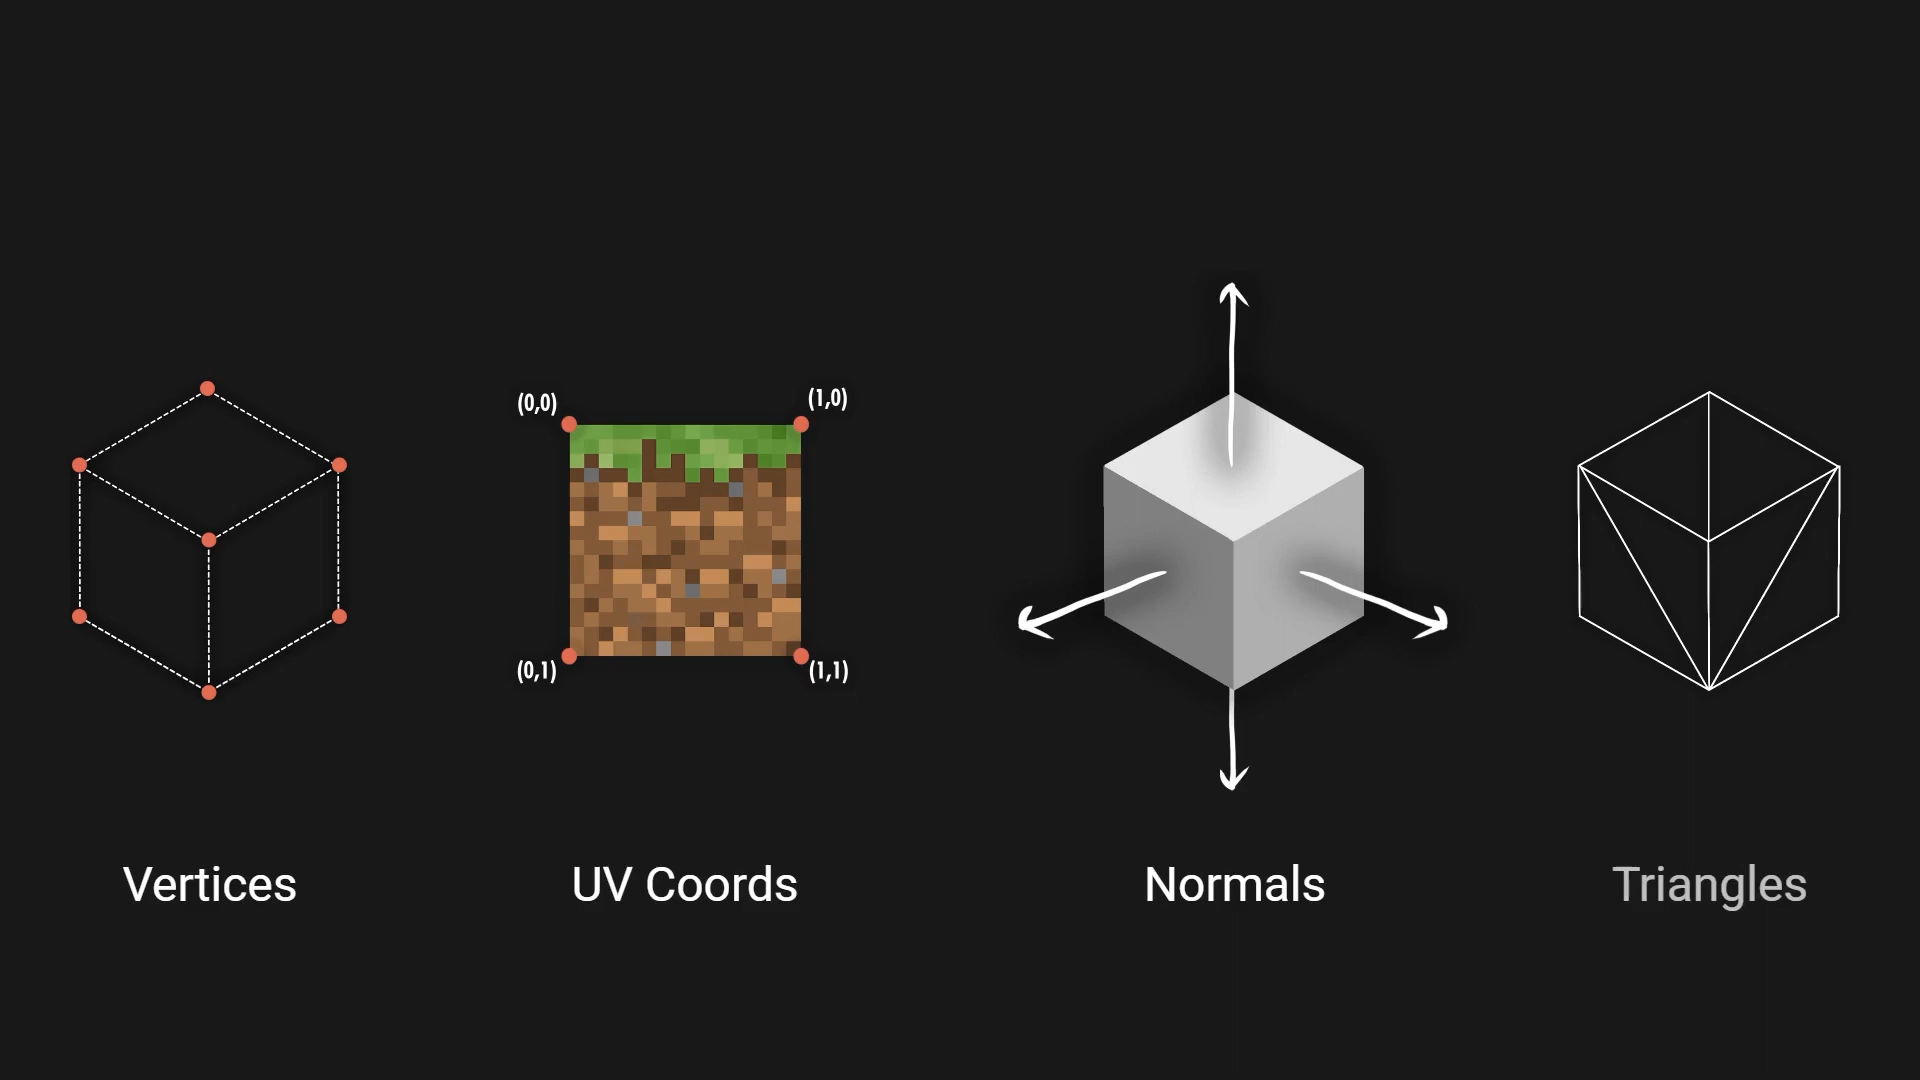 (0,0)
(1,0)
(0,1)
(1,1)
Vertices
UV Coords
Normals
Triangles